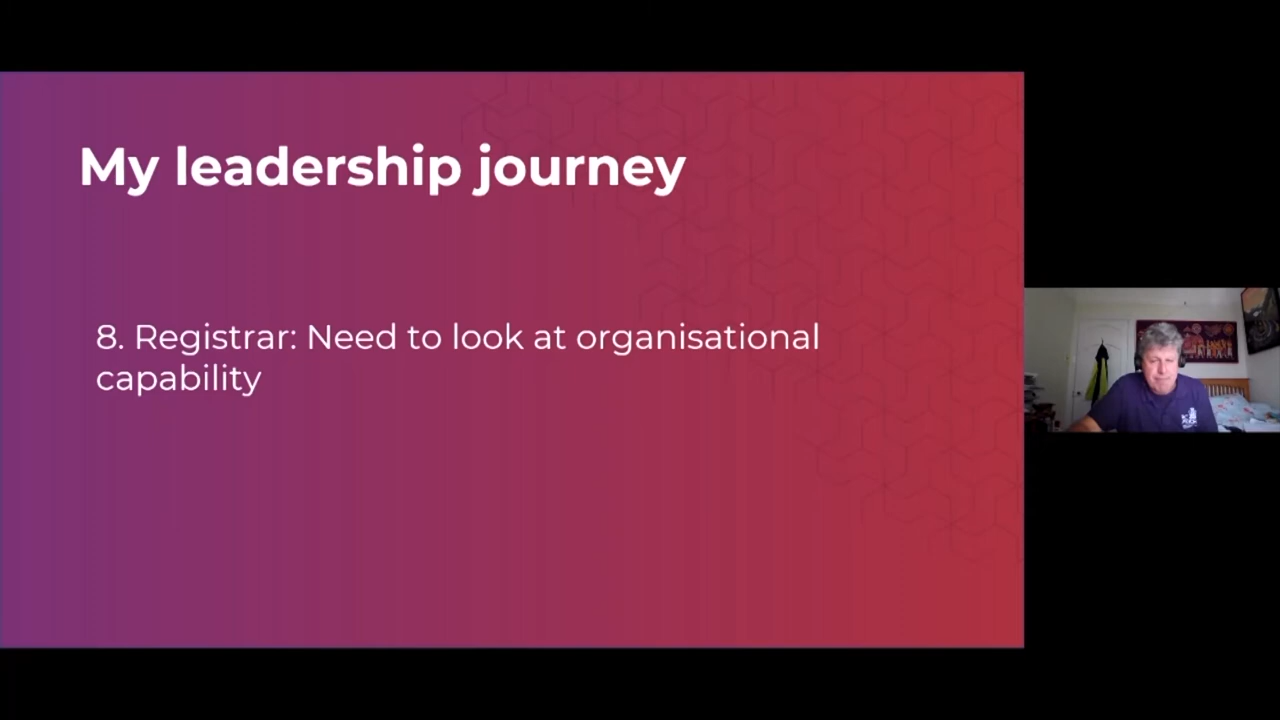 My leadership journey
8. Registrar: Need to look at organisational
capability